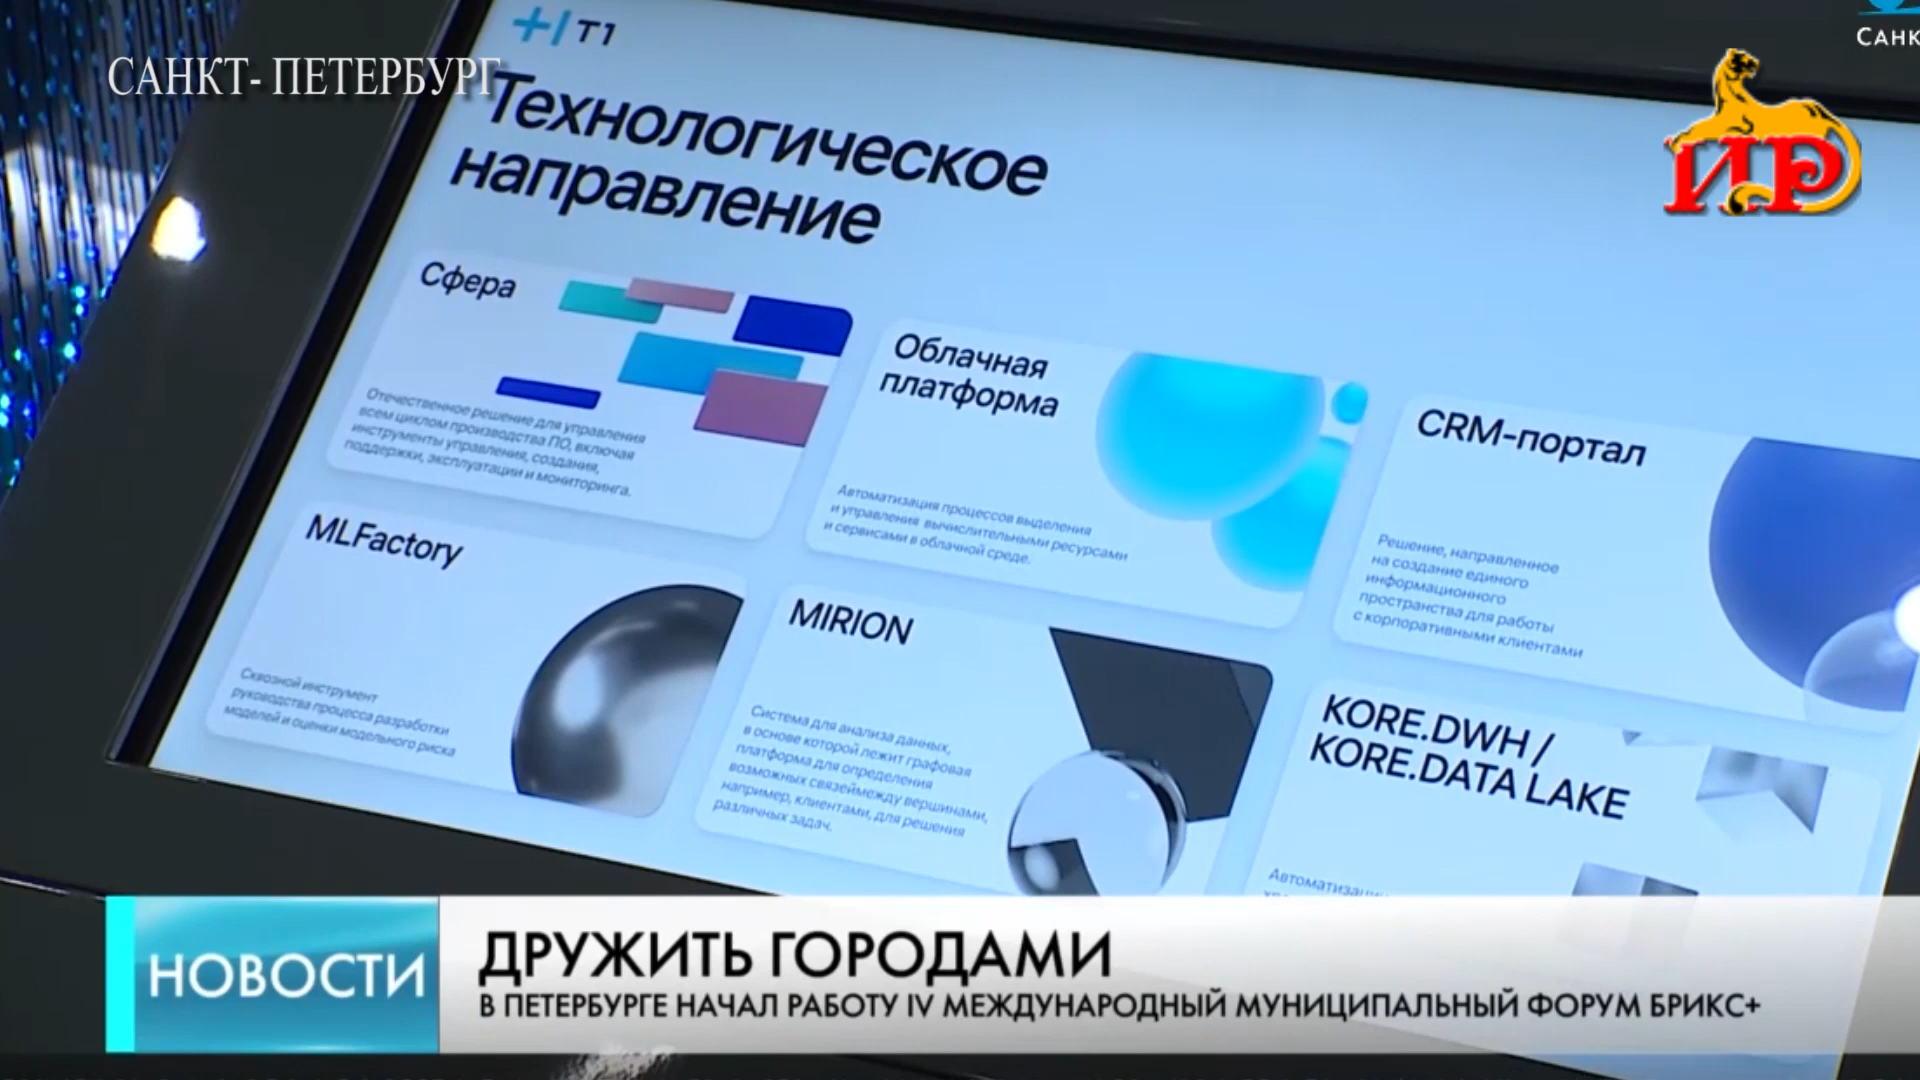 САНКТ- ПЕТЕРБУРГ
Т1
САНК
ИР
Технологическое
направление
Сфера
Отечественное решение для управления
всем циклом производства ПО, включая
инструменты управления, создания,
поддержки, эксплуатации и мониторинга.
Облачная
платформа
Автоматизация процессов выделения
и управления вычислительными ресурсами
и сервисами в облачной среде.
CRM-портал
Решение, направленное
на создание единого
информационного
пространства для работы
с корпоративными клиентами
MLFactory
Сквозной инструмент
руководства процесса разработки
моделей и оценки модельного риска
MIRION
Система для анализа данных,
в основе которой лежит графовая
платформа для определения
возможных связеймежду вершинами,
например, клиентами, для решения
различных задач.
KORE.DWH /
KORE.DATA LAKE
НОВОСТИ
ДРУЖИТЬ ГОРОДАМИ
В ПЕТЕРБУРГЕ НАЧАЛ РАБОТУ IV МЕЖДУНАРОДНЫЙ МУНИЦИПАЛЬНЫЙ ФОРУМ БРИКС+